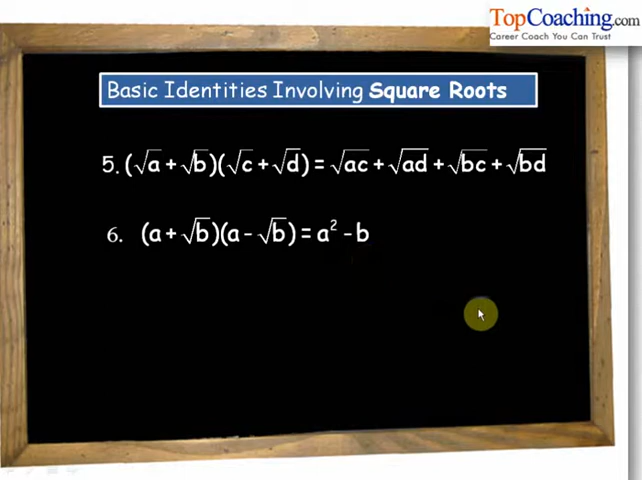 TopCoaching.com
Career Coach You Can Trust
Basic Identities Involving Square Roots
5. (√a + √b)(√c + √d) = √ac + √ad + √bc + √bd
6. (a + √b)(a - √b) = a² - b